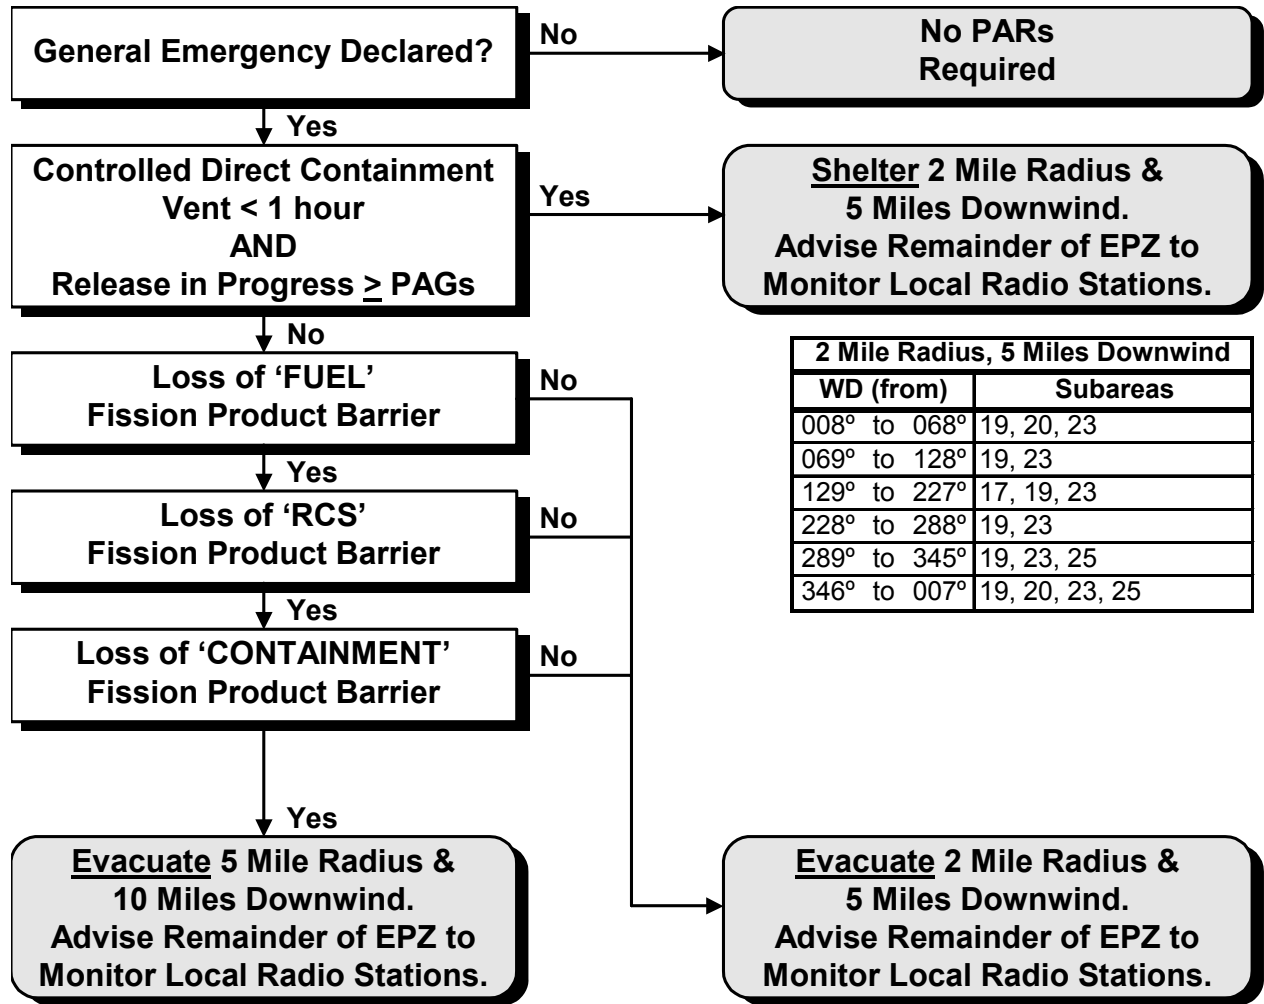 General Emergency Declared?
No
No PARs
Required
Yes
Controlled Direct Containment
Vent < 1 hour
AND
Release in Progress > PAGs
Yes
Shelter 2 Mile Radius &
5 Miles Downwind.
Advise Remainder of EPZ to
Monitor Local Radio Stations.
No
Loss of ‘FUEL’
Fission Product Barrier
No
Yes
Loss of ‘RCS’
Fission Product Barrier
No
Yes
Loss of ‘CONTAINMENT’
Fission Product Barrier
No
Yes
2 Mile Radius, 5 Miles Downwind
WD (from) Subareas
008º to 068º 19, 20, 23
069º to 128º 19, 23
129º to 227º 17, 19, 23
228º to 288º 19, 23
289º to 345º 19, 23, 25
346º to 007º 19, 20, 23, 25
Evacuate 5 Mile Radius &
10 Miles Downwind.
Advise Remainder of EPZ to
Monitor Local Radio Stations.
Evacuate 2 Mile Radius &
5 Miles Downwind.
Advise Remainder of EPZ to
Monitor Local Radio Stations.